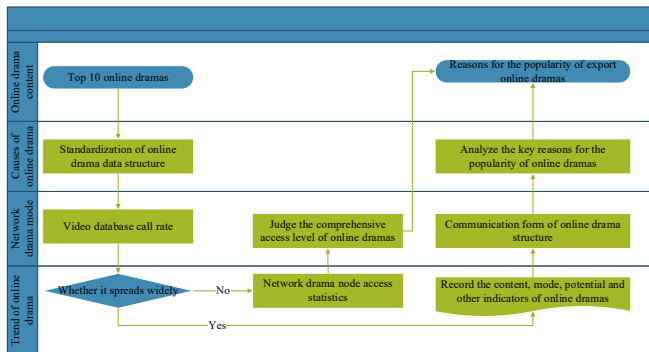 Online drama
content
Top 10 online dramas
Reasons for the popularity of export
online dramas
Causes of
online drama
Standardization of online
drama data structure
Analyze the key reasons for the
popularity of online dramas
Network
drama mode
Video database call rate
Judge the comprehensive
access level of online dramas
Communication form of online drama
structure
Trend of online
drama
Whether it spreads widely
No
Network drama node access
statistics
Record the content, mode, potential and
other indicators of online dramas
Yes